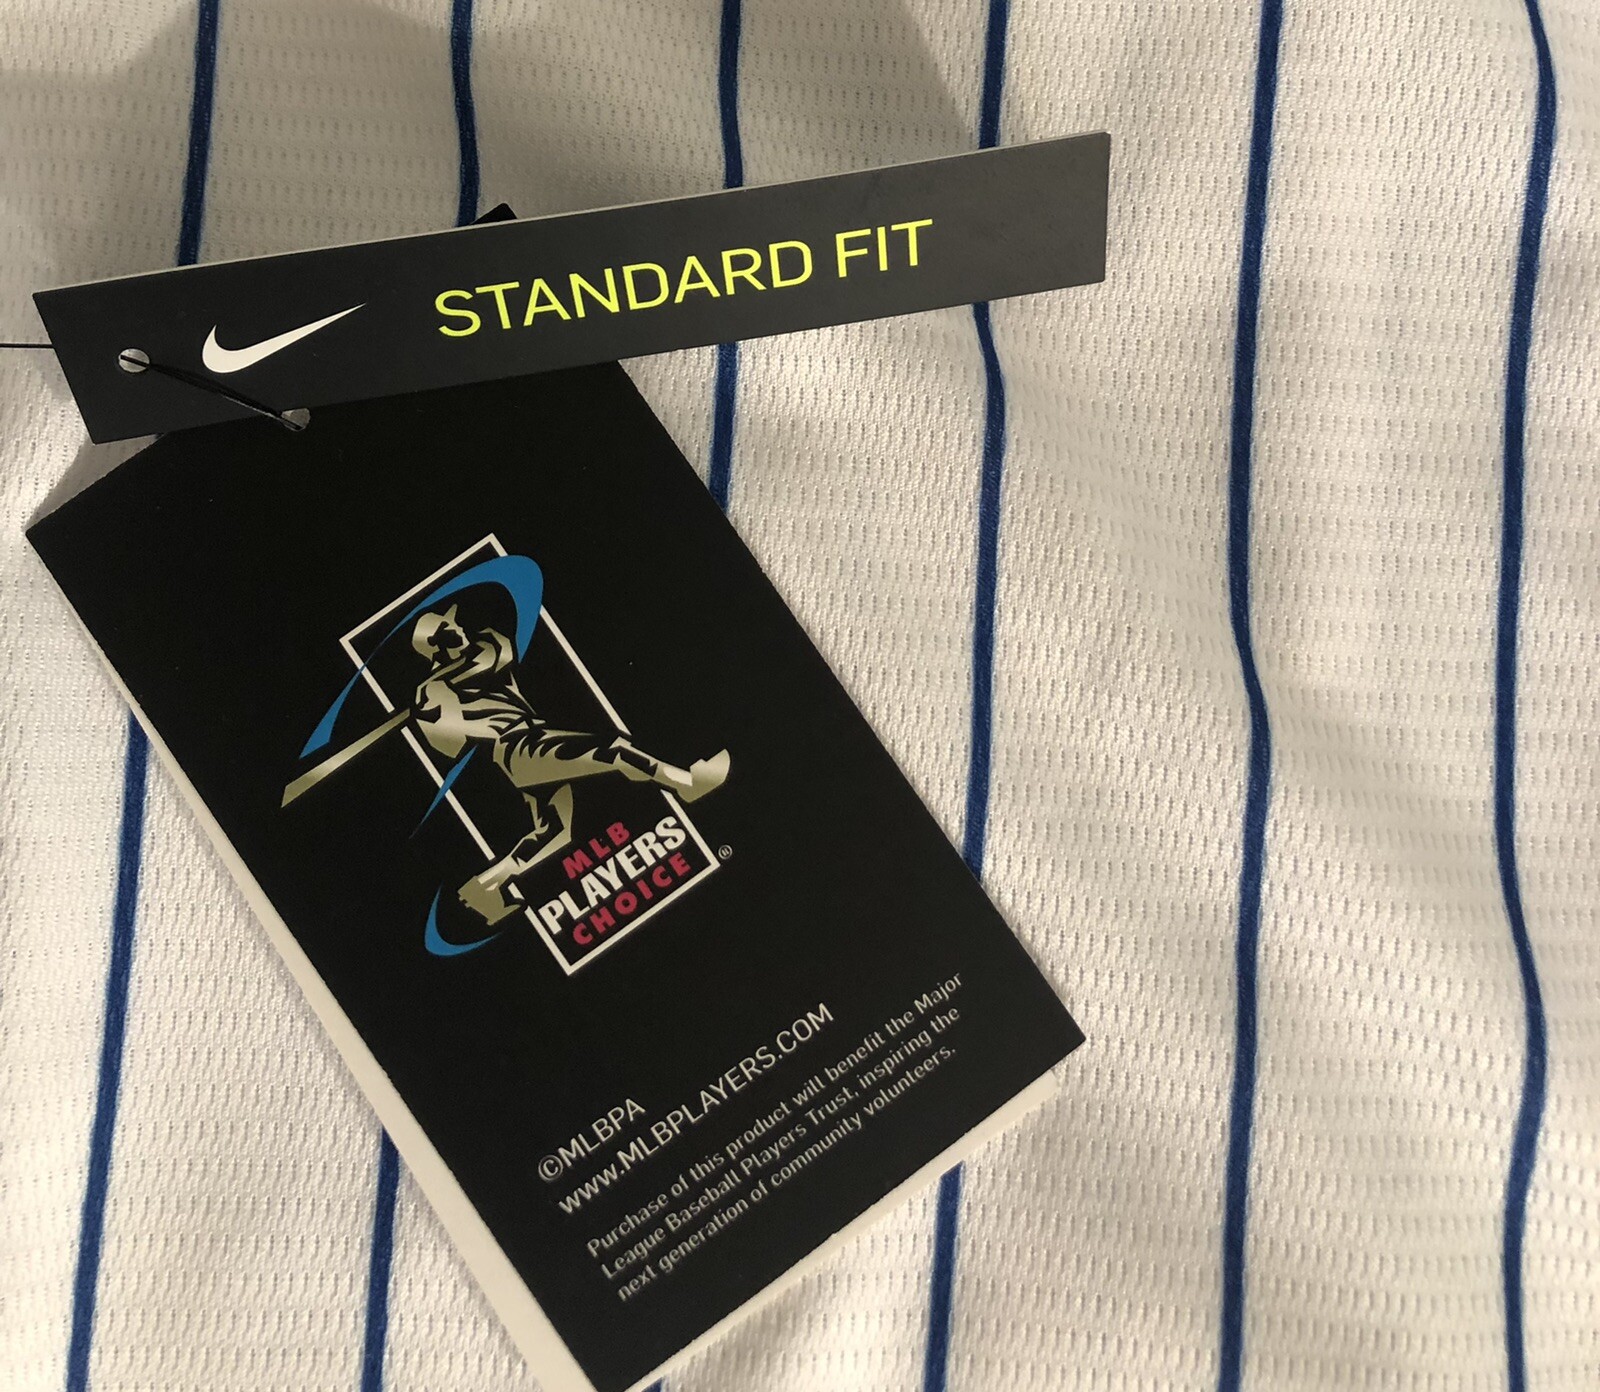 STANDARD FIT
MLB
PLAYERS
CHOICE
®
©MLBPA
www.MLBPLAYERS.COM
Purchase of this product will benefit the Major
League Baseball Players Trust, inspiring the
next generation of community volunteers.